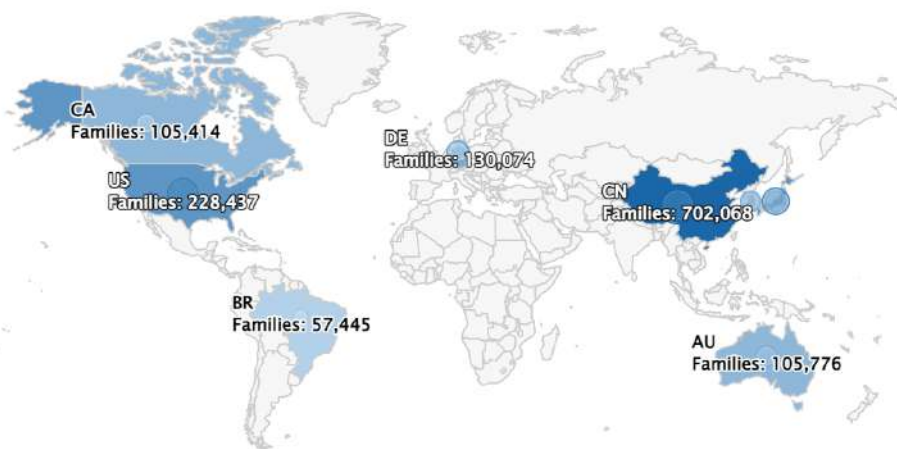 CA
Families: 105,414
US
Families: 228,437
DE
Families: 130,074
CN
Families: 702,068
BR
Families: 57,445
AU
Families: 105,776